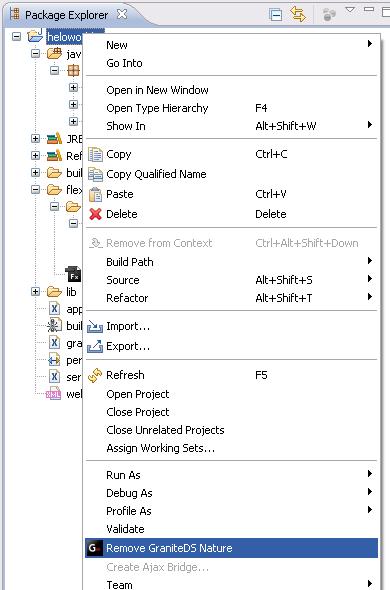 Package Explorer
helowo
New
jav
Go Into
Open in New Window
Open Type Hierarchy F4
Show In Alt+Shift+W
JRE
Copy Ctrl+C
Ref
Copy Qualified Name
buil
flex
Paste Ctrl+V
Delete Delete
Remove from Context Ctrl+Alt+Shift+Down
Build Path
Fx
Source Alt+Shift+S
lib
Refactor Alt+Shift+T
app
Import...
buil
gra
Export...
per
ser
Refresh F5
wel
Open Project
Close Project
Close Unrelated Projects
Assign Working Sets...
Run As
Debug As
Profile As
Validate
G
Remove GraniteDS Nature
Create Ajax Bridge...
Team